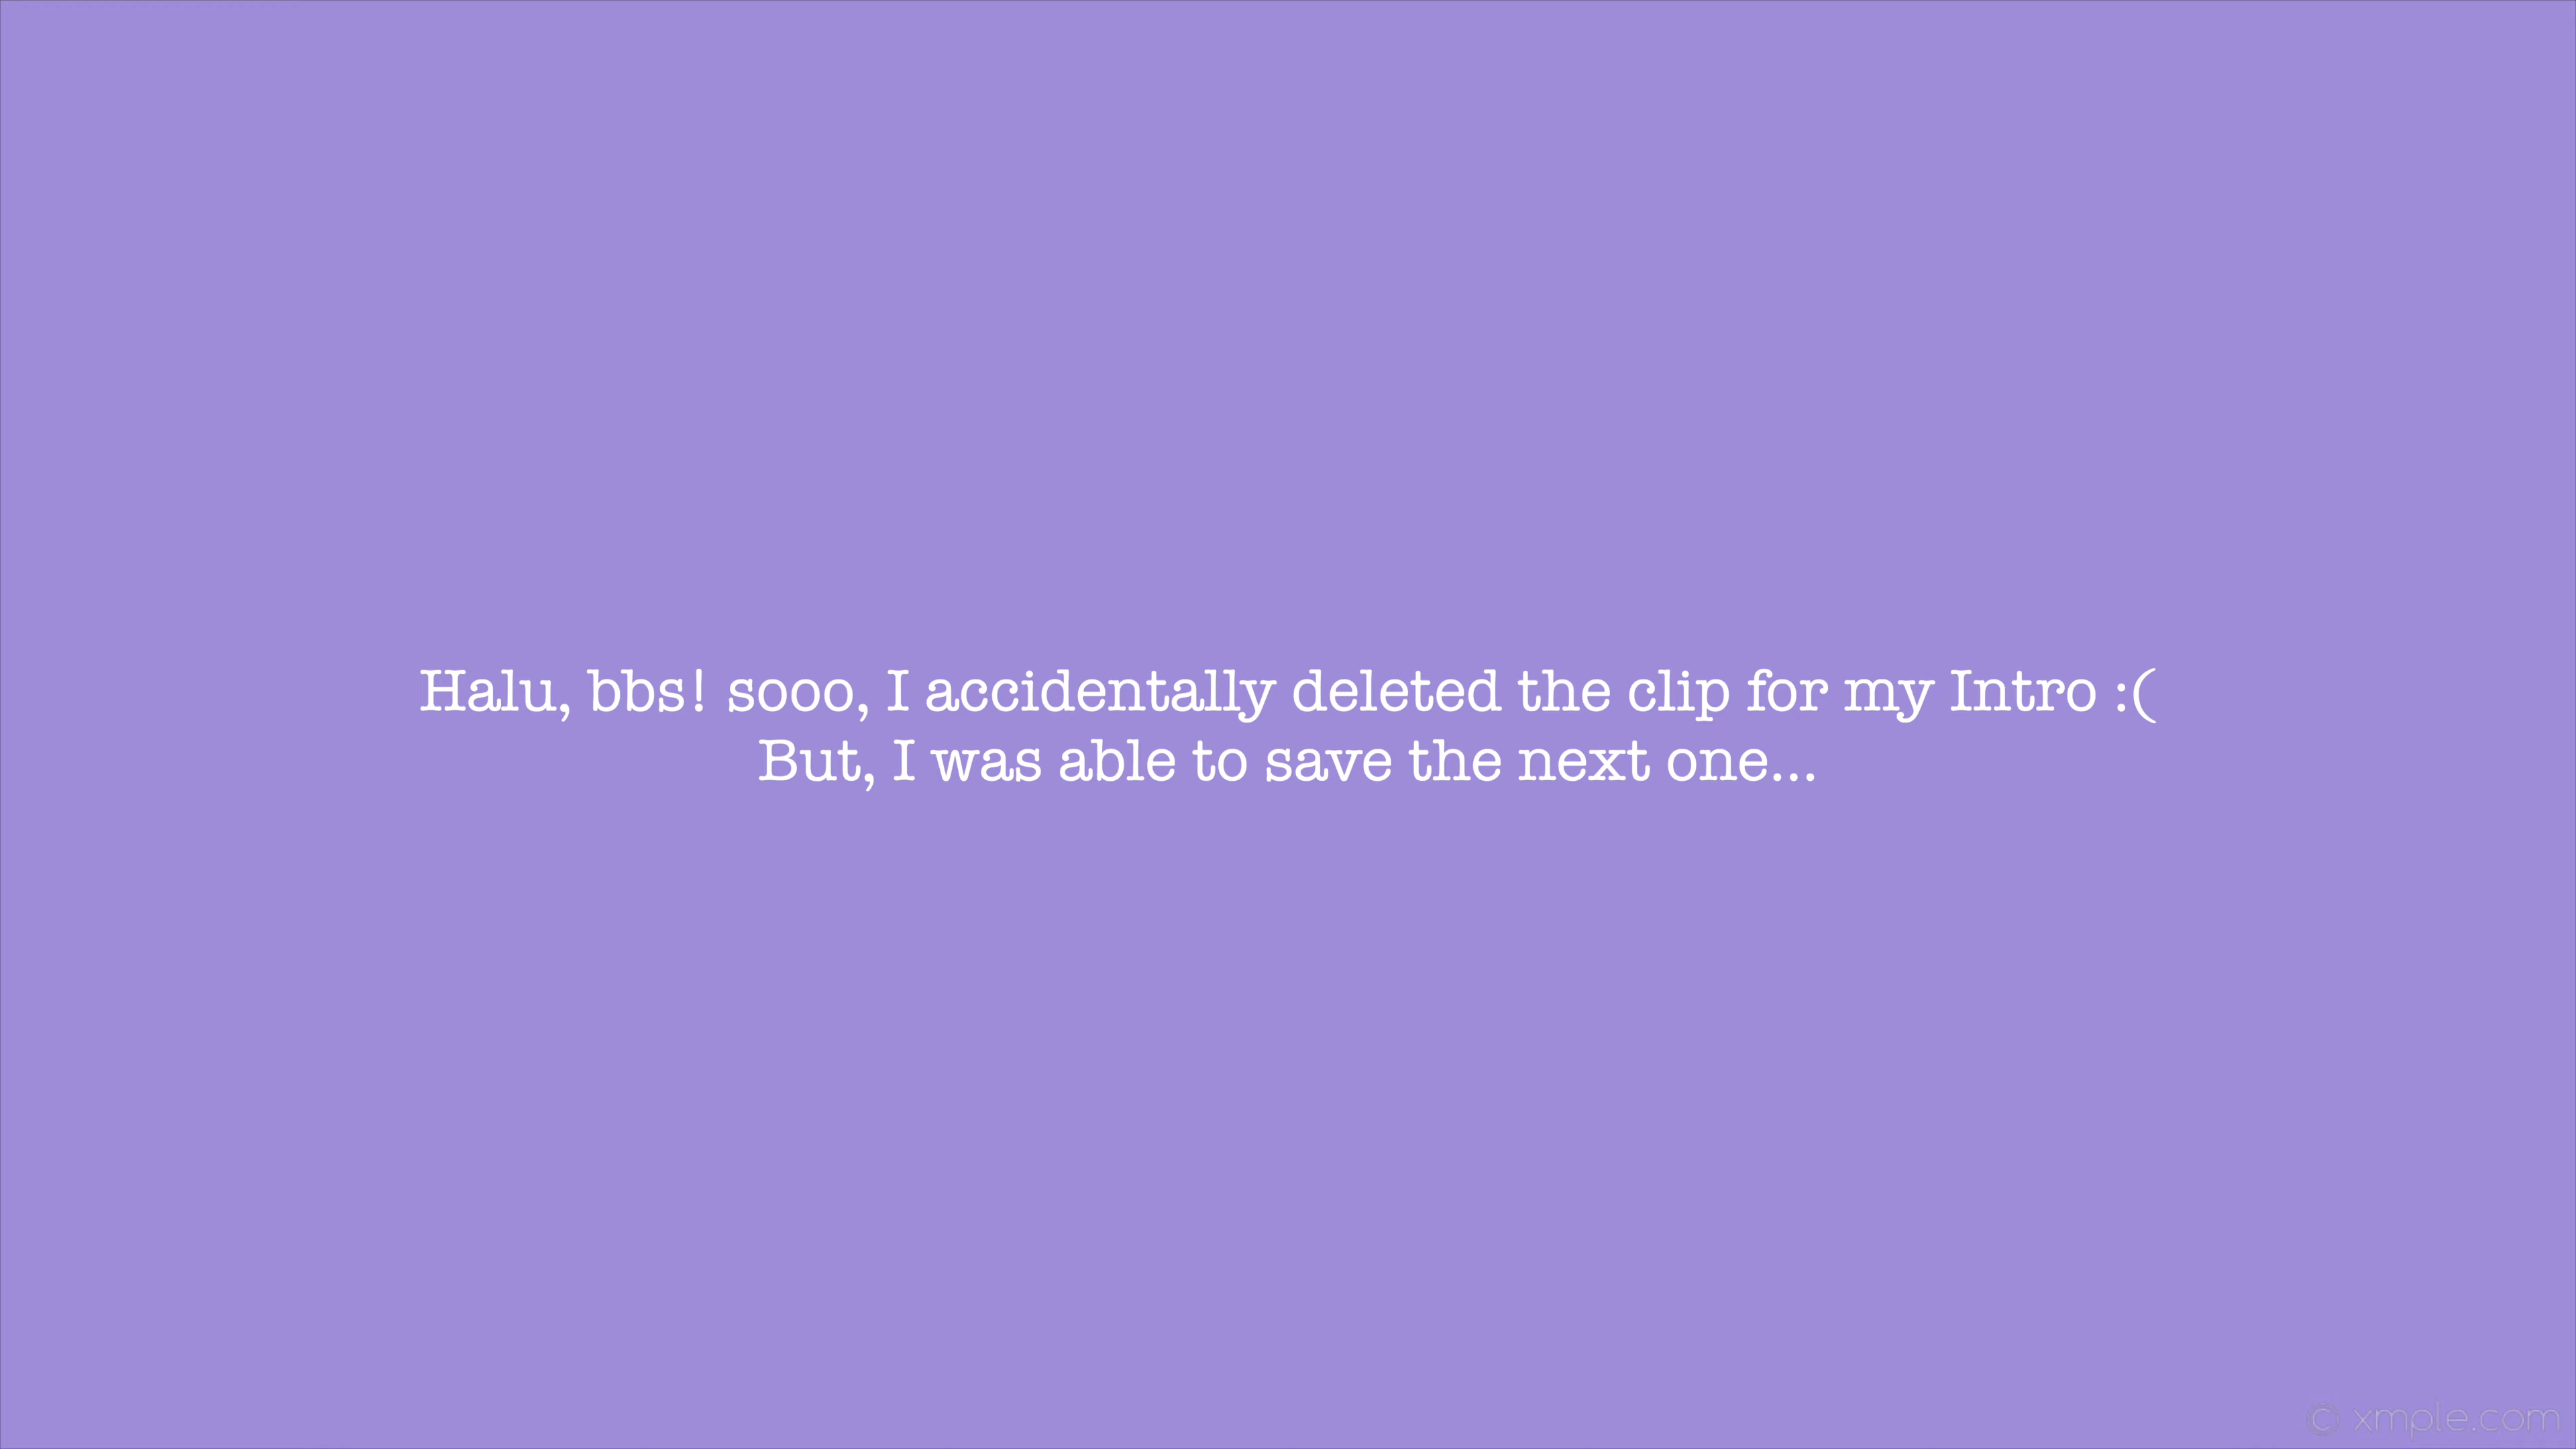 Halu, bbs! sooo, I accidentally deleted the clip for my Intro :(
But, I was able to save the next one...
© xmple.com